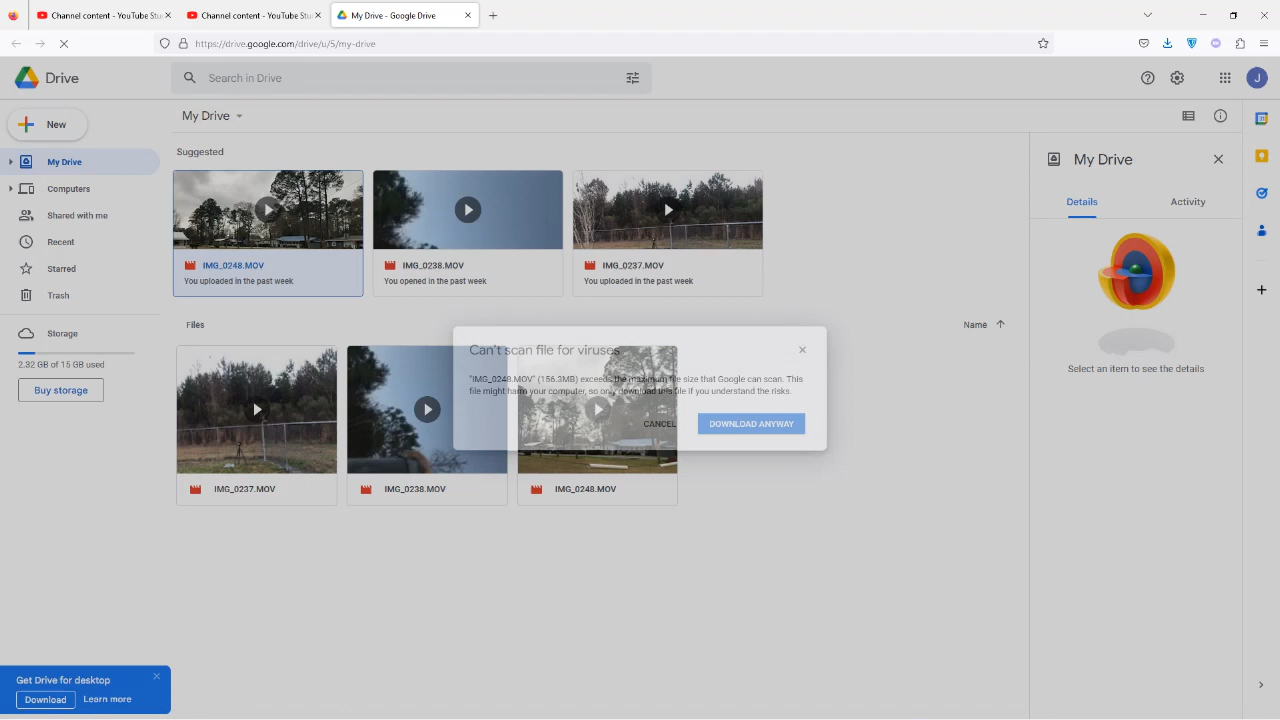 Channel content - YouTube Stu
Channel content - YouTube Stu
My Drive - Google Drive
https://drive.google.com/drive/u/5/my-drive
Drive
Search in Drive
J
New
My Drive
Computers
Shared with me
Recent
Starred
Trash
Storage
2.32 GB of 15 GB used
Buy storage
My Drive
Suggested
IMG_0248.MOV
You uploaded in the past week
IMG_0238.MOV
You opened in the past week
IMG_0237.MOV
You uploaded in the past week
Files
Name
IMG_0237.MOV
IMG_0238.MOV
IMG_0248.MOV
Can't scan file for viruses
"IMG_0248.MOV" (156.3MB) exceeds the maximum file size that Google can scan. This
file might harm your computer, so only download this file if you understand the risks.
CANCEL
DOWNLOAD ANYWAY
My Drive
Details
Activity
Select an item to see the details
31
Get Drive for desktop
Download
Learn more